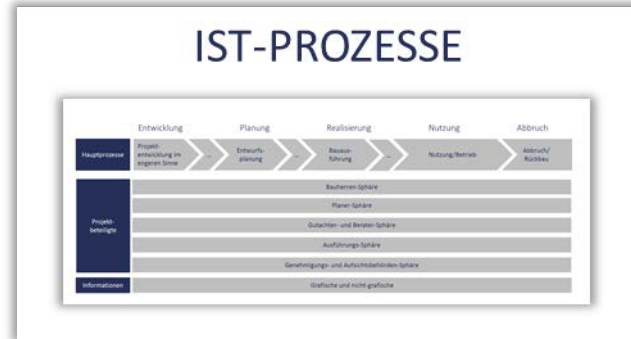 IST-PROZESSE
Entwicklung Planung Realisierung Nutzung Abbruch
Hauptprozesse
Projekt-
entwicklung im
engeren Sinne
...
Entwurfs-
planung
...
Bauaus-
führung
...
Nutzung/Betrieb
Abbruch/
Rückbau
Projekt-
beteiligte
Bauherren-Sphäre
Planer-Sphäre
Gutachter- und Berater-Sphäre
Ausführungs-Sphäre
Genehmigungs- und Aufsichtsbehörden-Sphäre
Informationen
Grafische und nicht-grafische